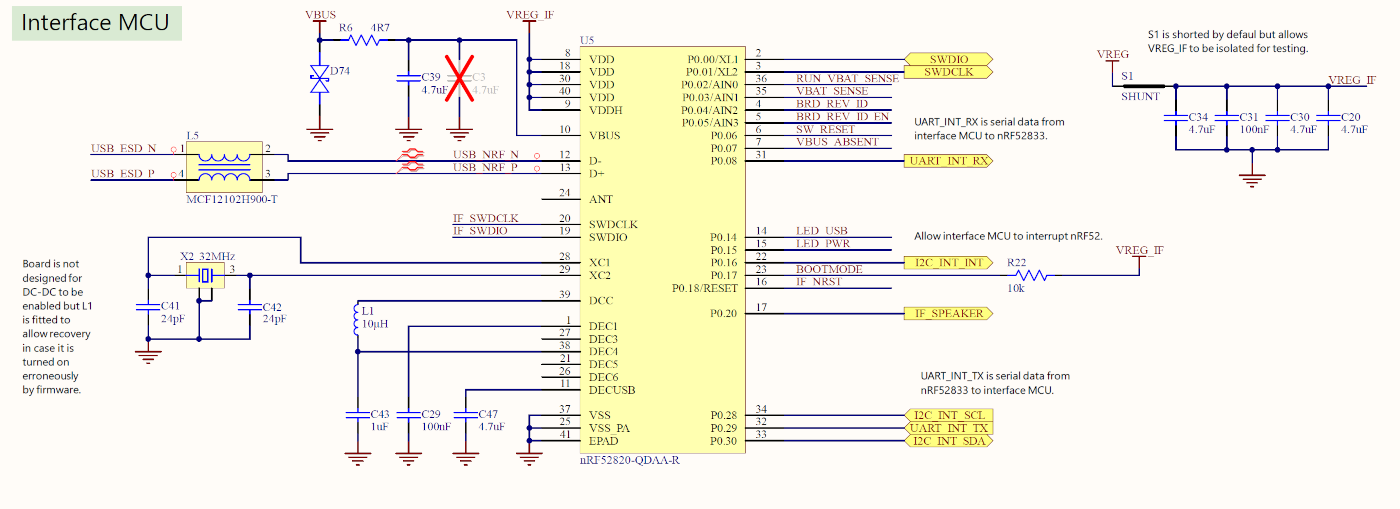 Interface MCU
VBUS
R6 4R7
D74
C39
4.7uF
C3
4.7uF
VREG_IF
U5
8 VDD
18 VDD
30 VDD
40 VDD
9 VDDH
10 VBUS
12 D-
13 D+
24 ANT
20 SWDCLK
19 SWDIO
28 XC1
29 XC2
39 DCC
1 DEC1
27 DEC3
38 DEC4
21 DEC5
26 DEC6
11 DECUSB
37 VSS
25 VSS_PA
41 EPAD
nRF52820-QDAA-R
P0.00/XL1 2 SWDIO
P0.01/XL2 3 SWDCLK
P0.02/AIN0 36 RUN_VBAT_SENSE
P0.03/AIN1 35 VBAT_SENSE
P0.04/AIN2 4 BRD_REV_ID
P0.05/AIN3 5 BRD_REV_ID_EN
P0.06 6 SW_RESET
P0.07 7 VBUS_ABSENT
P0.08 31 UART_INT_RX
P0.14 14 LED_USB
P0.15 15 LED_PWR
P0.16 22 I2C_INT_INT
P0.17 23 BOOTMODE
P0.18/RESET 16 IF_NRST
P0.20 17 IF_SPEAKER
P0.28 34 I2C_INT_SCL
P0.29 32 UART_INT_TX
P0.30 33 I2C_INT_SDA
L5
USB_ESD_N 1 2
USB_ESD_P 4 3
MCF12102H900-T
USB_NRF_N
USB_NRF_P
IF_SWDCLK
IF_SWDIO
X2 32MHz
1 3
C41
24pF
C42
24pF
Board is not
designed for
DC-DC to be
enabled but L1
is fitted to
allow recovery
in case it is
turned on
erroneously
by firmware.
L1
10µH
C43
1uF
C29
100nF
C47
4.7uF
UART_INT_RX is serial data from
interface MCU to nRF52833.
Allow interface MCU to interrupt nRF52.
R22
10k
VREG_IF
UART_INT_TX is serial data from
nRF52833 to interface MCU.
S1 is shorted by defaul but allows
VREG_IF to be isolated for testing.
VREG
S1
SHUNT
VREG_IF
C34
4.7uF
C31
100nF
C30
4.7uF
C20
4.7uF